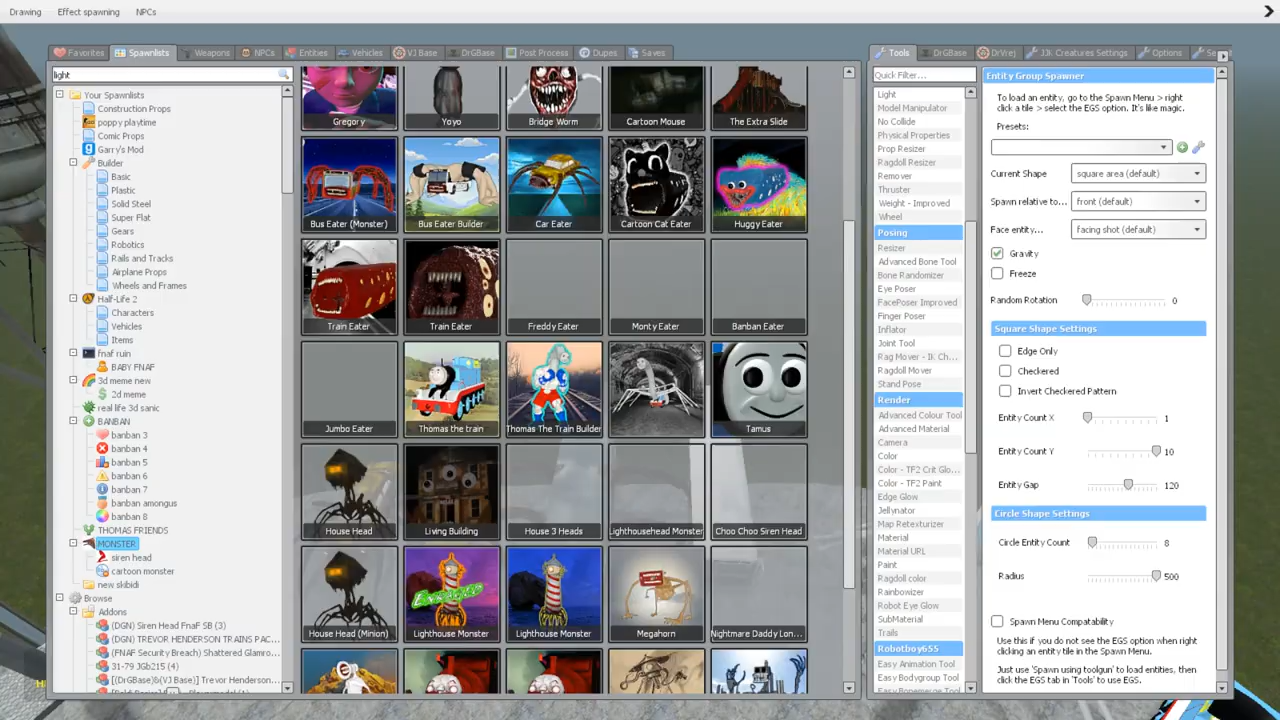 Drawing Effect spawning NPCs
Favorites Spawnlists Weapons NPCs Entities Vehicles VJ Base DrGBase Post Process Dupes Saves
light
Your Spawnlists
Construction Props
poppy playtime
Comic Props
Garry's Mod
Builder
Basic
Plastic
Solid Steel
Super Flat
Gears
Robotics
Rails and Tracks
Airplane Props
Wheels and Frames
Half-Life 2
Characters
Vehicles
Items
fnaf ruin
BABY FNAF
3d meme new
2d meme
real life 3d sanic
BANBAN
banban 3
banban 4
banban 5
banban 6
banban 7
banban amongus
banban 8
THOMAS FRIENDS
MONSTER
siren head
cartoon monster
new skibidi
Browse
Addons
(DGN) Siren Head FnaF SB (3)
(DGN) TREVOR HENDERSON TRAINS PAC...
(FNAF Security Breach) Shattered Glamro...
31-79 JGb215 (4)
[(DrGBase)(VJ Base)] Trevor Henderson...
Gregory Yoyo Bridge Worm Cartoon Mouse The Extra Slide
Bus Eater (Monster) Bus Eater Builder Car Eater Cartoon Cat Eater Huggy Eater
Train Eater Train Eater Freddy Eater Monty Eater Banban Eater
Jumbo Eater Thomas the train Thomas The Train Builder Tamus
House Head Living Building House 3 Heads Lighthousehead Monster Choo Choo Siren Head
House Head (Minion) Lighthouse Monster Lighthouse Monster Megahorn Nightmare Daddy Lon...
Tools DrGBase DrVrej JJK Creatures Settings Options Se
Quick Filter...
Light
Model Manipulator
No Collide
Physical Properties
Prop Resizer
Ragdoll Resizer
Remover
Thruster
Weight - Improved
Wheel
Posing
Resizer
Advanced Bone Tool
Bone Randomizer
Eye Poser
FacePoser Improved
Finger Poser
Inflator
Joint Tool
Rag Mover - IK Ch...
Ragdoll Mover
Stand Pose
Render
Advanced Colour Tool
Advanced Material
Camera
Color
Color - TF2 Crit Glo...
Color - TF2 Paint
Edge Glow
Jellynator
Map Retexturizer
Material
Material URL
Paint
Ragdoll color
Rainbowizer
Robot Eye Glow
SubMaterial
Trails
Robotboy655
Easy Animation Tool
Easy Bodygroup Tool
Easy Bonemerge Tool
Entity Group Spawner
To load an entity, go to the Spawn Menu > right
click a tile > select the EGS option. It's like magic.
Presets:
Current Shape square area (default)
Spawn relative to... front (default)
Face entity... facing shot (default)
Gravity
Freeze
Random Rotation 0
Square Shape Settings
Edge Only
Checkered
Invert Checkered Pattern
Entity Count X 1
Entity Count Y 10
Entity Gap 120
Circle Shape Settings
Circle Entity Count 8
Radius 500
Spawn Menu Compatability
Use this if you do not see the EGS option when right
clicking an entity tile in the Spawn Menu.
Just use 'Spawn using toolgun' to load entities, then
click the EGS tab in 'Tools' to use EGS.